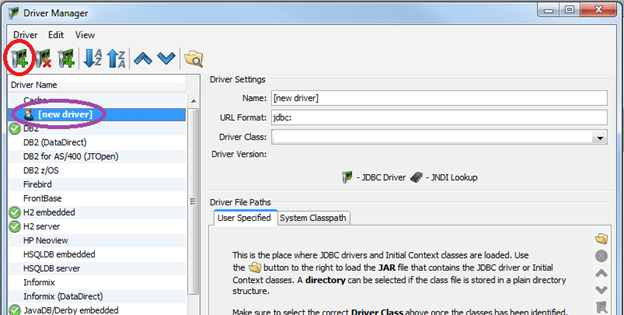 Driver Manager
Driver Edit View
Driver Name
Cache
[new driver]
DB2
DB2 (DataDirect)
DB2 for AS/400 (JTOpen)
DB2 z/OS
Firebird
FrontBase
H2 embedded
H2 server
HP Neoview
HSQLDB embedded
HSQLDB server
Informix
Informix (DataDirect)
JavaDB/Derby embedded
Driver Settings
Name: [new driver]
URL Format: jdbc:
Driver Class:
Driver Version:
- JDBC Driver - JNDI Lookup
Driver File Paths
User Specified System Classpath
This is the place where JDBC drivers and Initial Context classes are loaded. Use
the button to the right to load the JAR file that contains the JDBC driver or Initial
Context classes. A directory can be selected if the class file is stored in a plain directory
structure.
Make sure to select the correct Driver Class above once the classes has been identified.